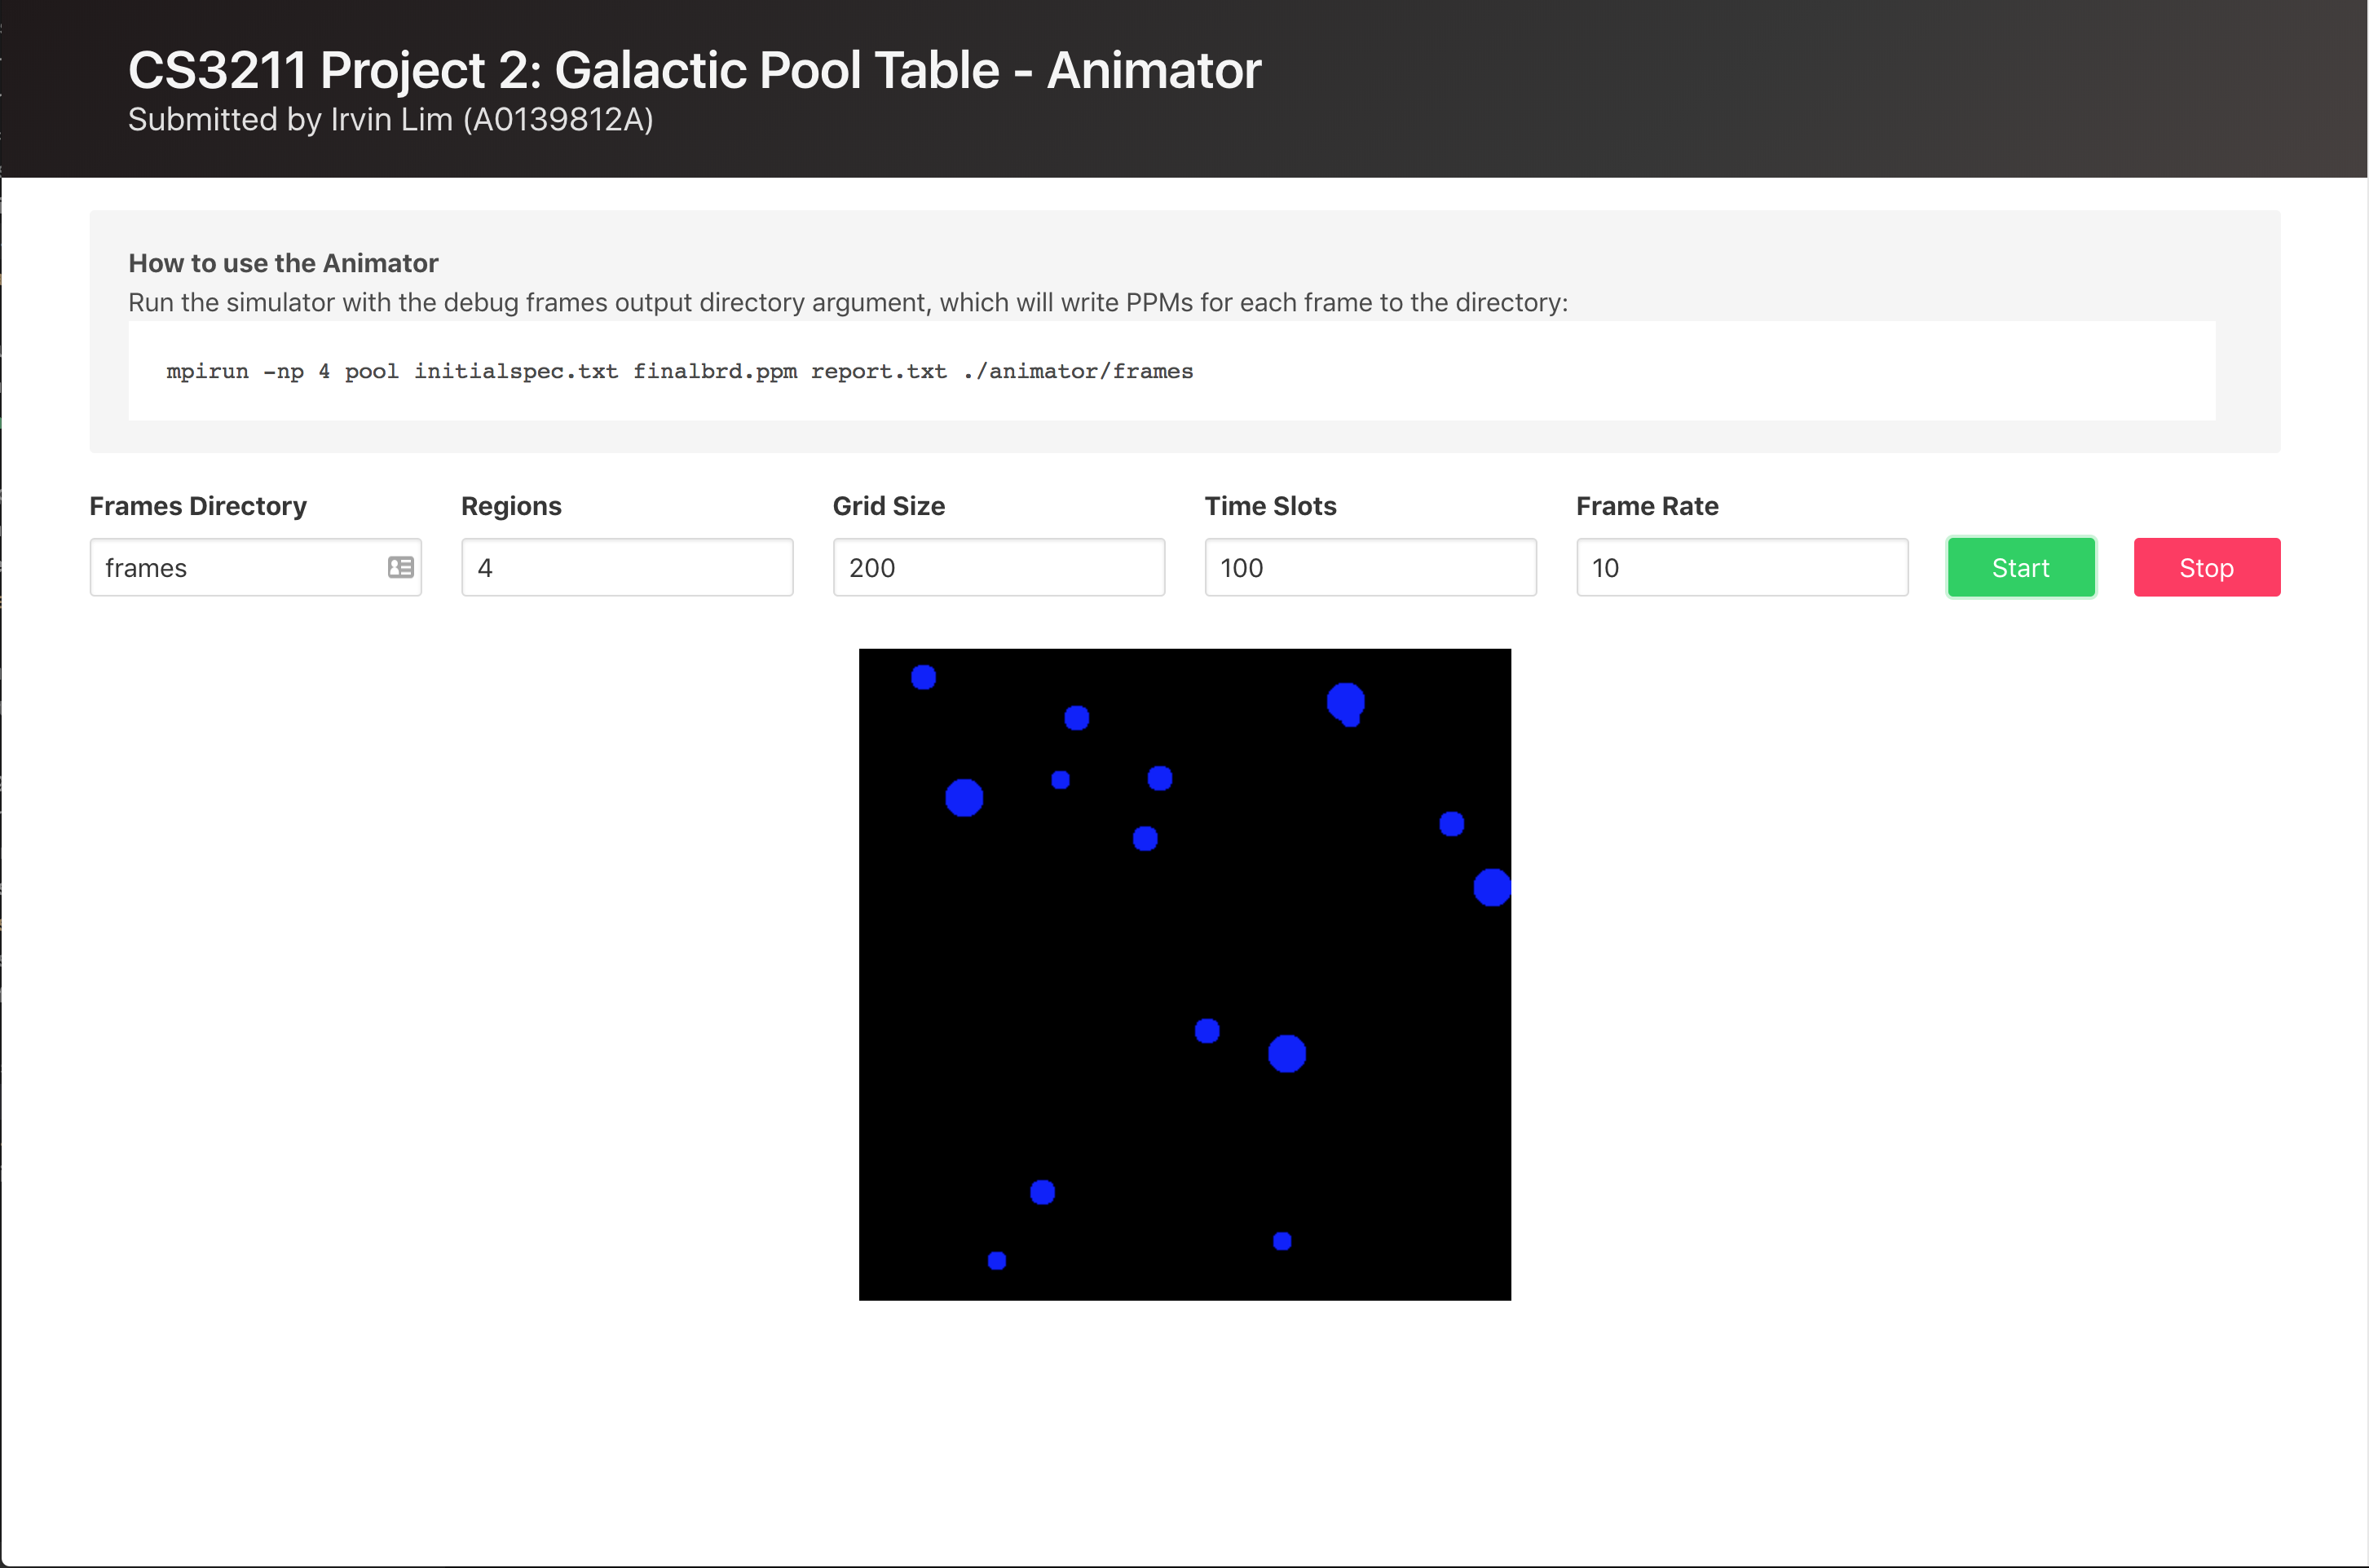 CS3211 Project 2: Galactic Pool Table - Animator
Submitted by Irvin Lim (A0139812A)
How to use the Animator
Run the simulator with the debug frames output directory argument, which will write PPMs for each frame to the directory:
mpirun -np 4 pool initialspec.txt finalbrd.ppm report.txt ./animator/frames
Frames Directory Regions Grid Size Time Slots Frame Rate
frames 4 200 100 10 Start Stop